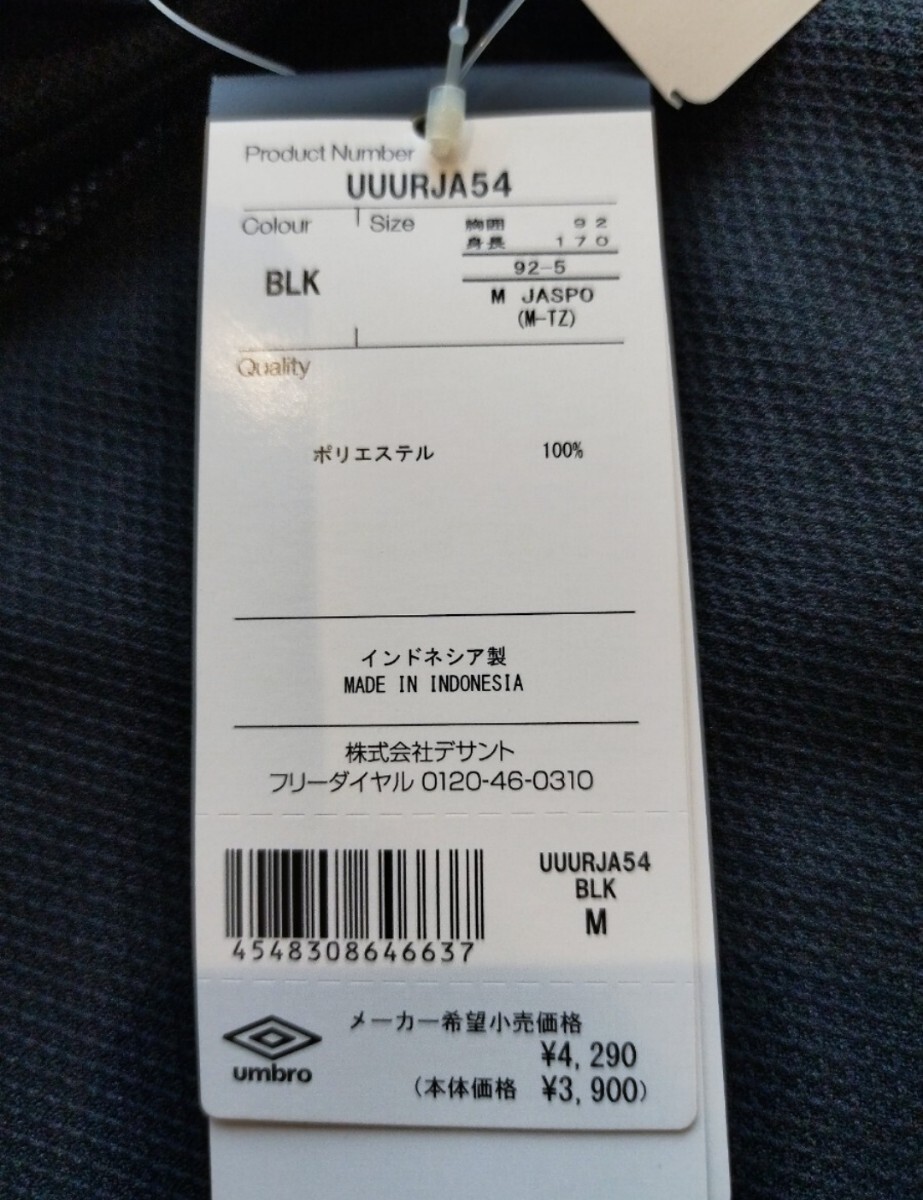 Product Number
UUURJA54
Colour
Size
胸囲 92
身長 170
BLK
92-5
M JASPO
(M-TZ)
Quality
ポリエステル 100%
インドネシア製
MADE IN INDONESIA
株式会社デサント
フリーダイヤル 0120-46-0310
UUURJA54
BLK
M
4548308646637
メーカー希望小売価格
¥4,290
(本体価格 ¥3,900)
umbro